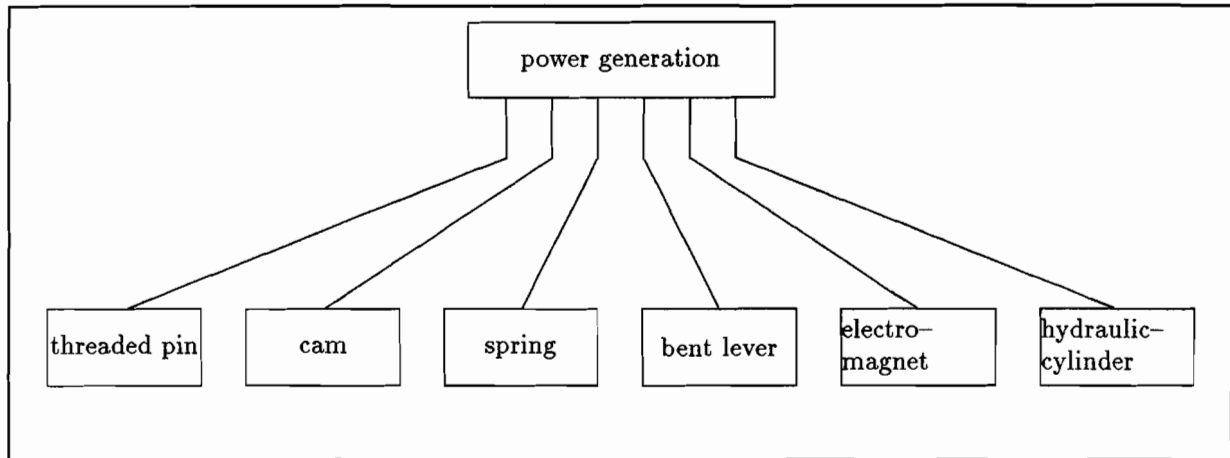 power generation
threaded pin
cam
spring
bent lever
electro–
magnet
hydraulic–
cylinder